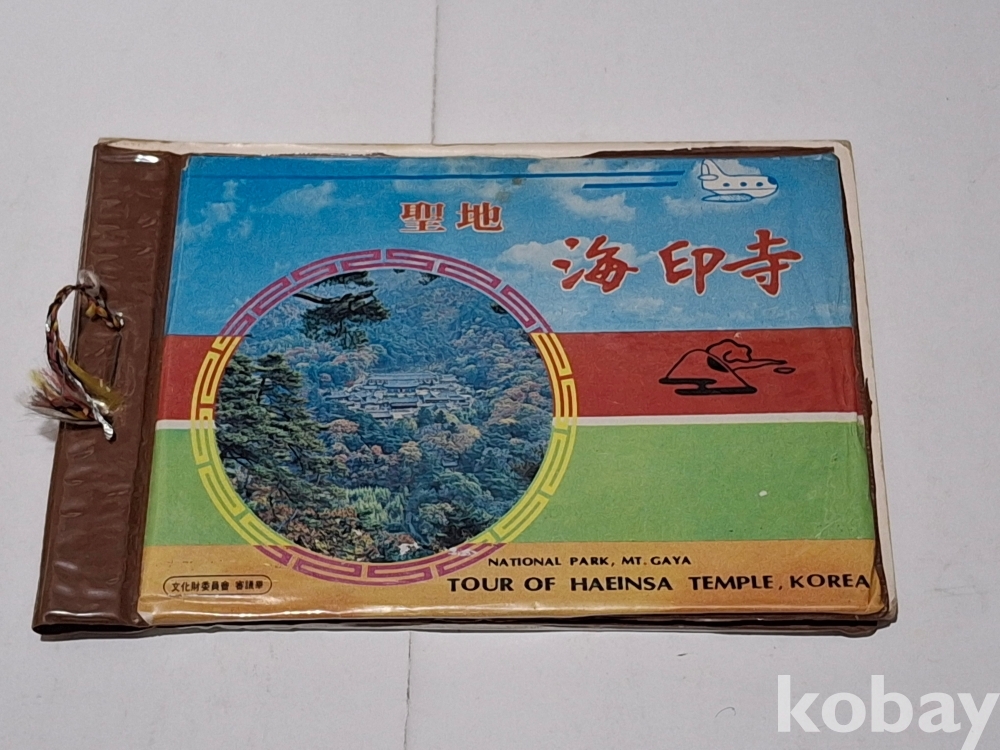 聖地
海印寺
NATIONAL PARK, MT. GAYA
TOUR OF HAEINSA TEMPLE, KOREA
文化財委員會 審議畢
kobay